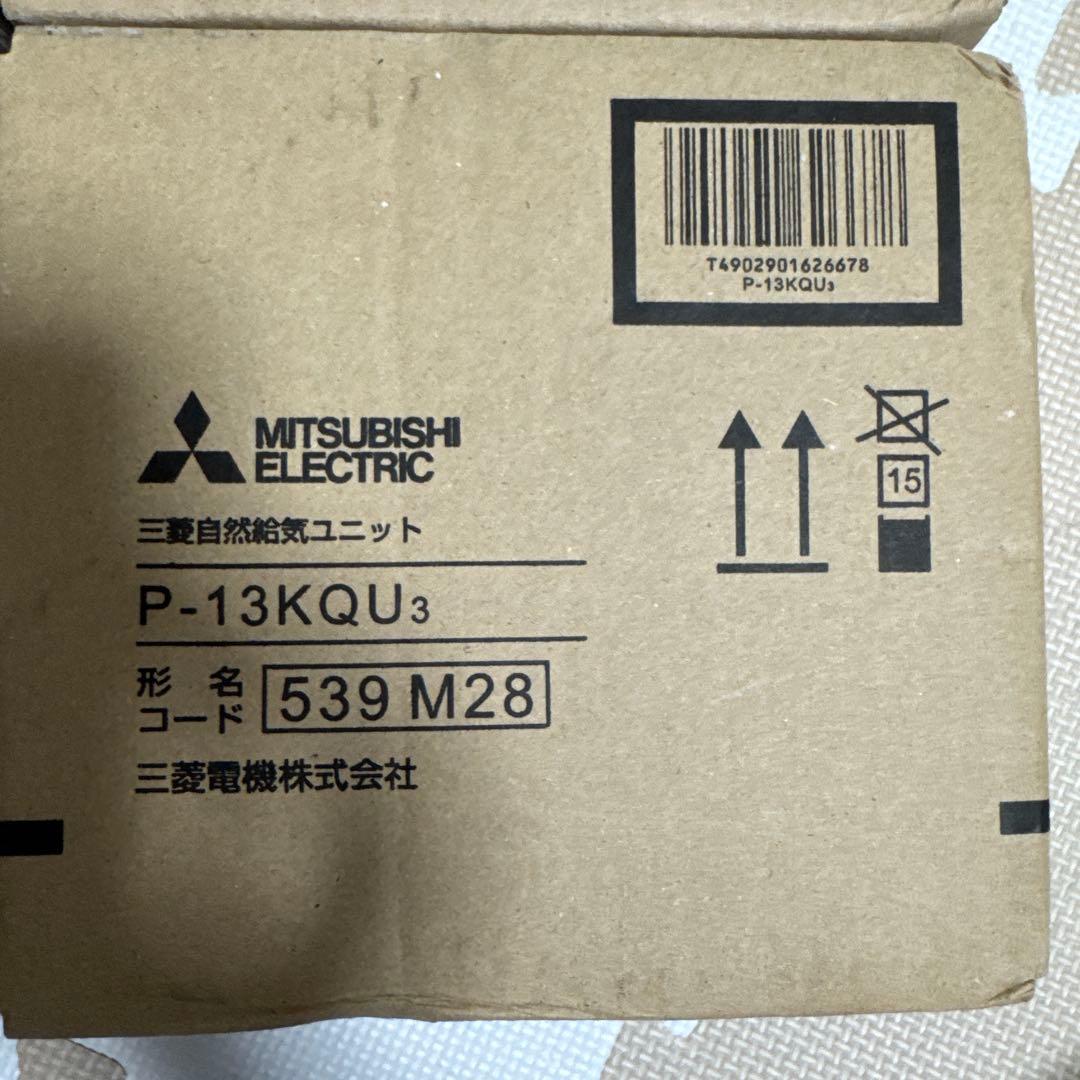 T4902901626678
P-13KQU₃
MITSUBISHI
ELECTRIC
三菱自然給気ユニット
P-13KQU₃
形 名
コード
539 M28
三菱電機株式会社
15